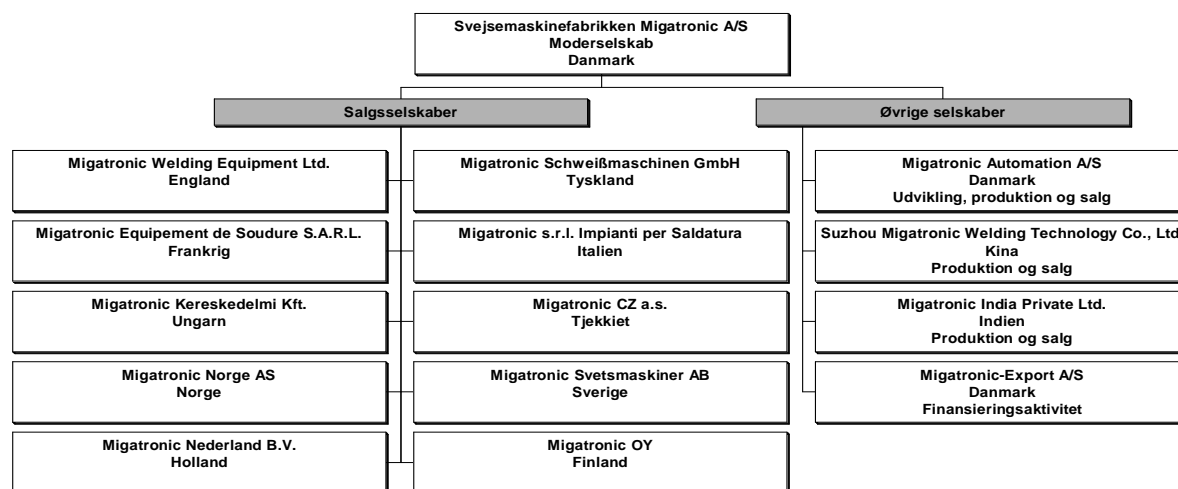 Svejsemaskinefabrikken Migatronic A/S
Moderselskab
Danmark
Salgsselskaber
Øvrige selskaber
Migatronic Welding Equipment Ltd.
England
Migatronic Schweißmaschinen GmbH
Tyskland
Migatronic Automation A/S
Danmark
Udvikling, produktion og salg
Migatronic Equipement de Soudure S.A.R.L.
Frankrig
Migatronic s.r.l. Impianti per Saldatura
Italien
Suzhou Migatronic Welding Technology Co., Ltd
Kina
Produktion og salg
Migatronic Kereskedelmi Kft.
Ungarn
Migatronic CZ a.s.
Tjekkiet
Migatronic India Private Ltd.
Indien
Produktion og salg
Migatronic Norge AS
Norge
Migatronic Svetsmaskiner AB
Sverige
Migatronic-Export A/S
Danmark
Finansieringsaktivitet
Migatronic Nederland B.V.
Holland
Migatronic OY
Finland